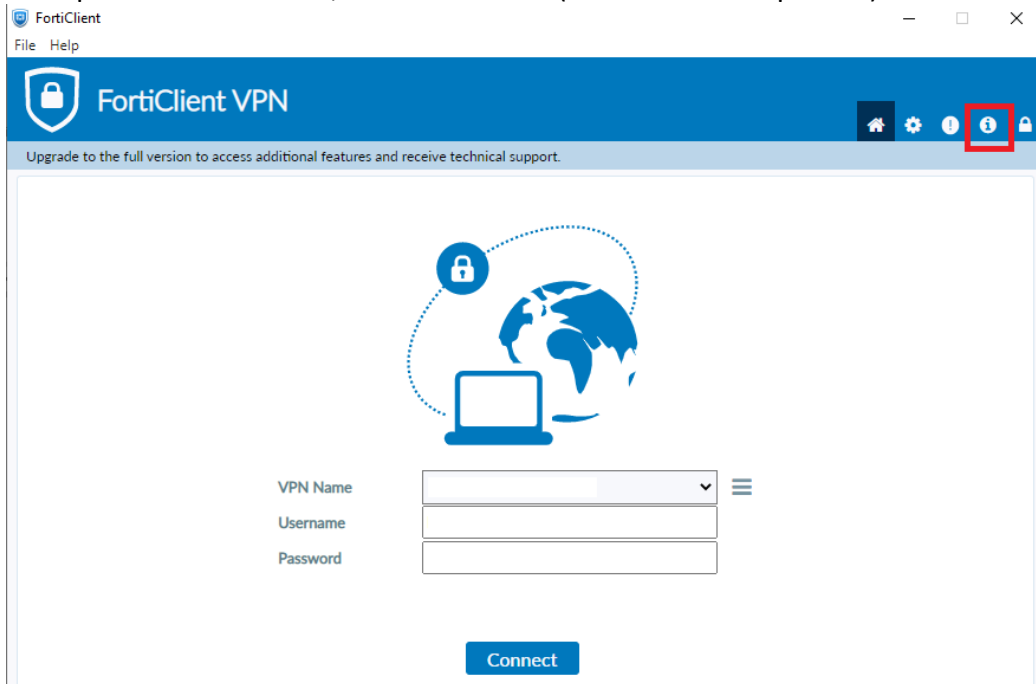 FortiClient
File Help
FortiClient VPN
Upgrade to the full version to access additional features and receive technical support.
VPN Name
Username
Password
Connect